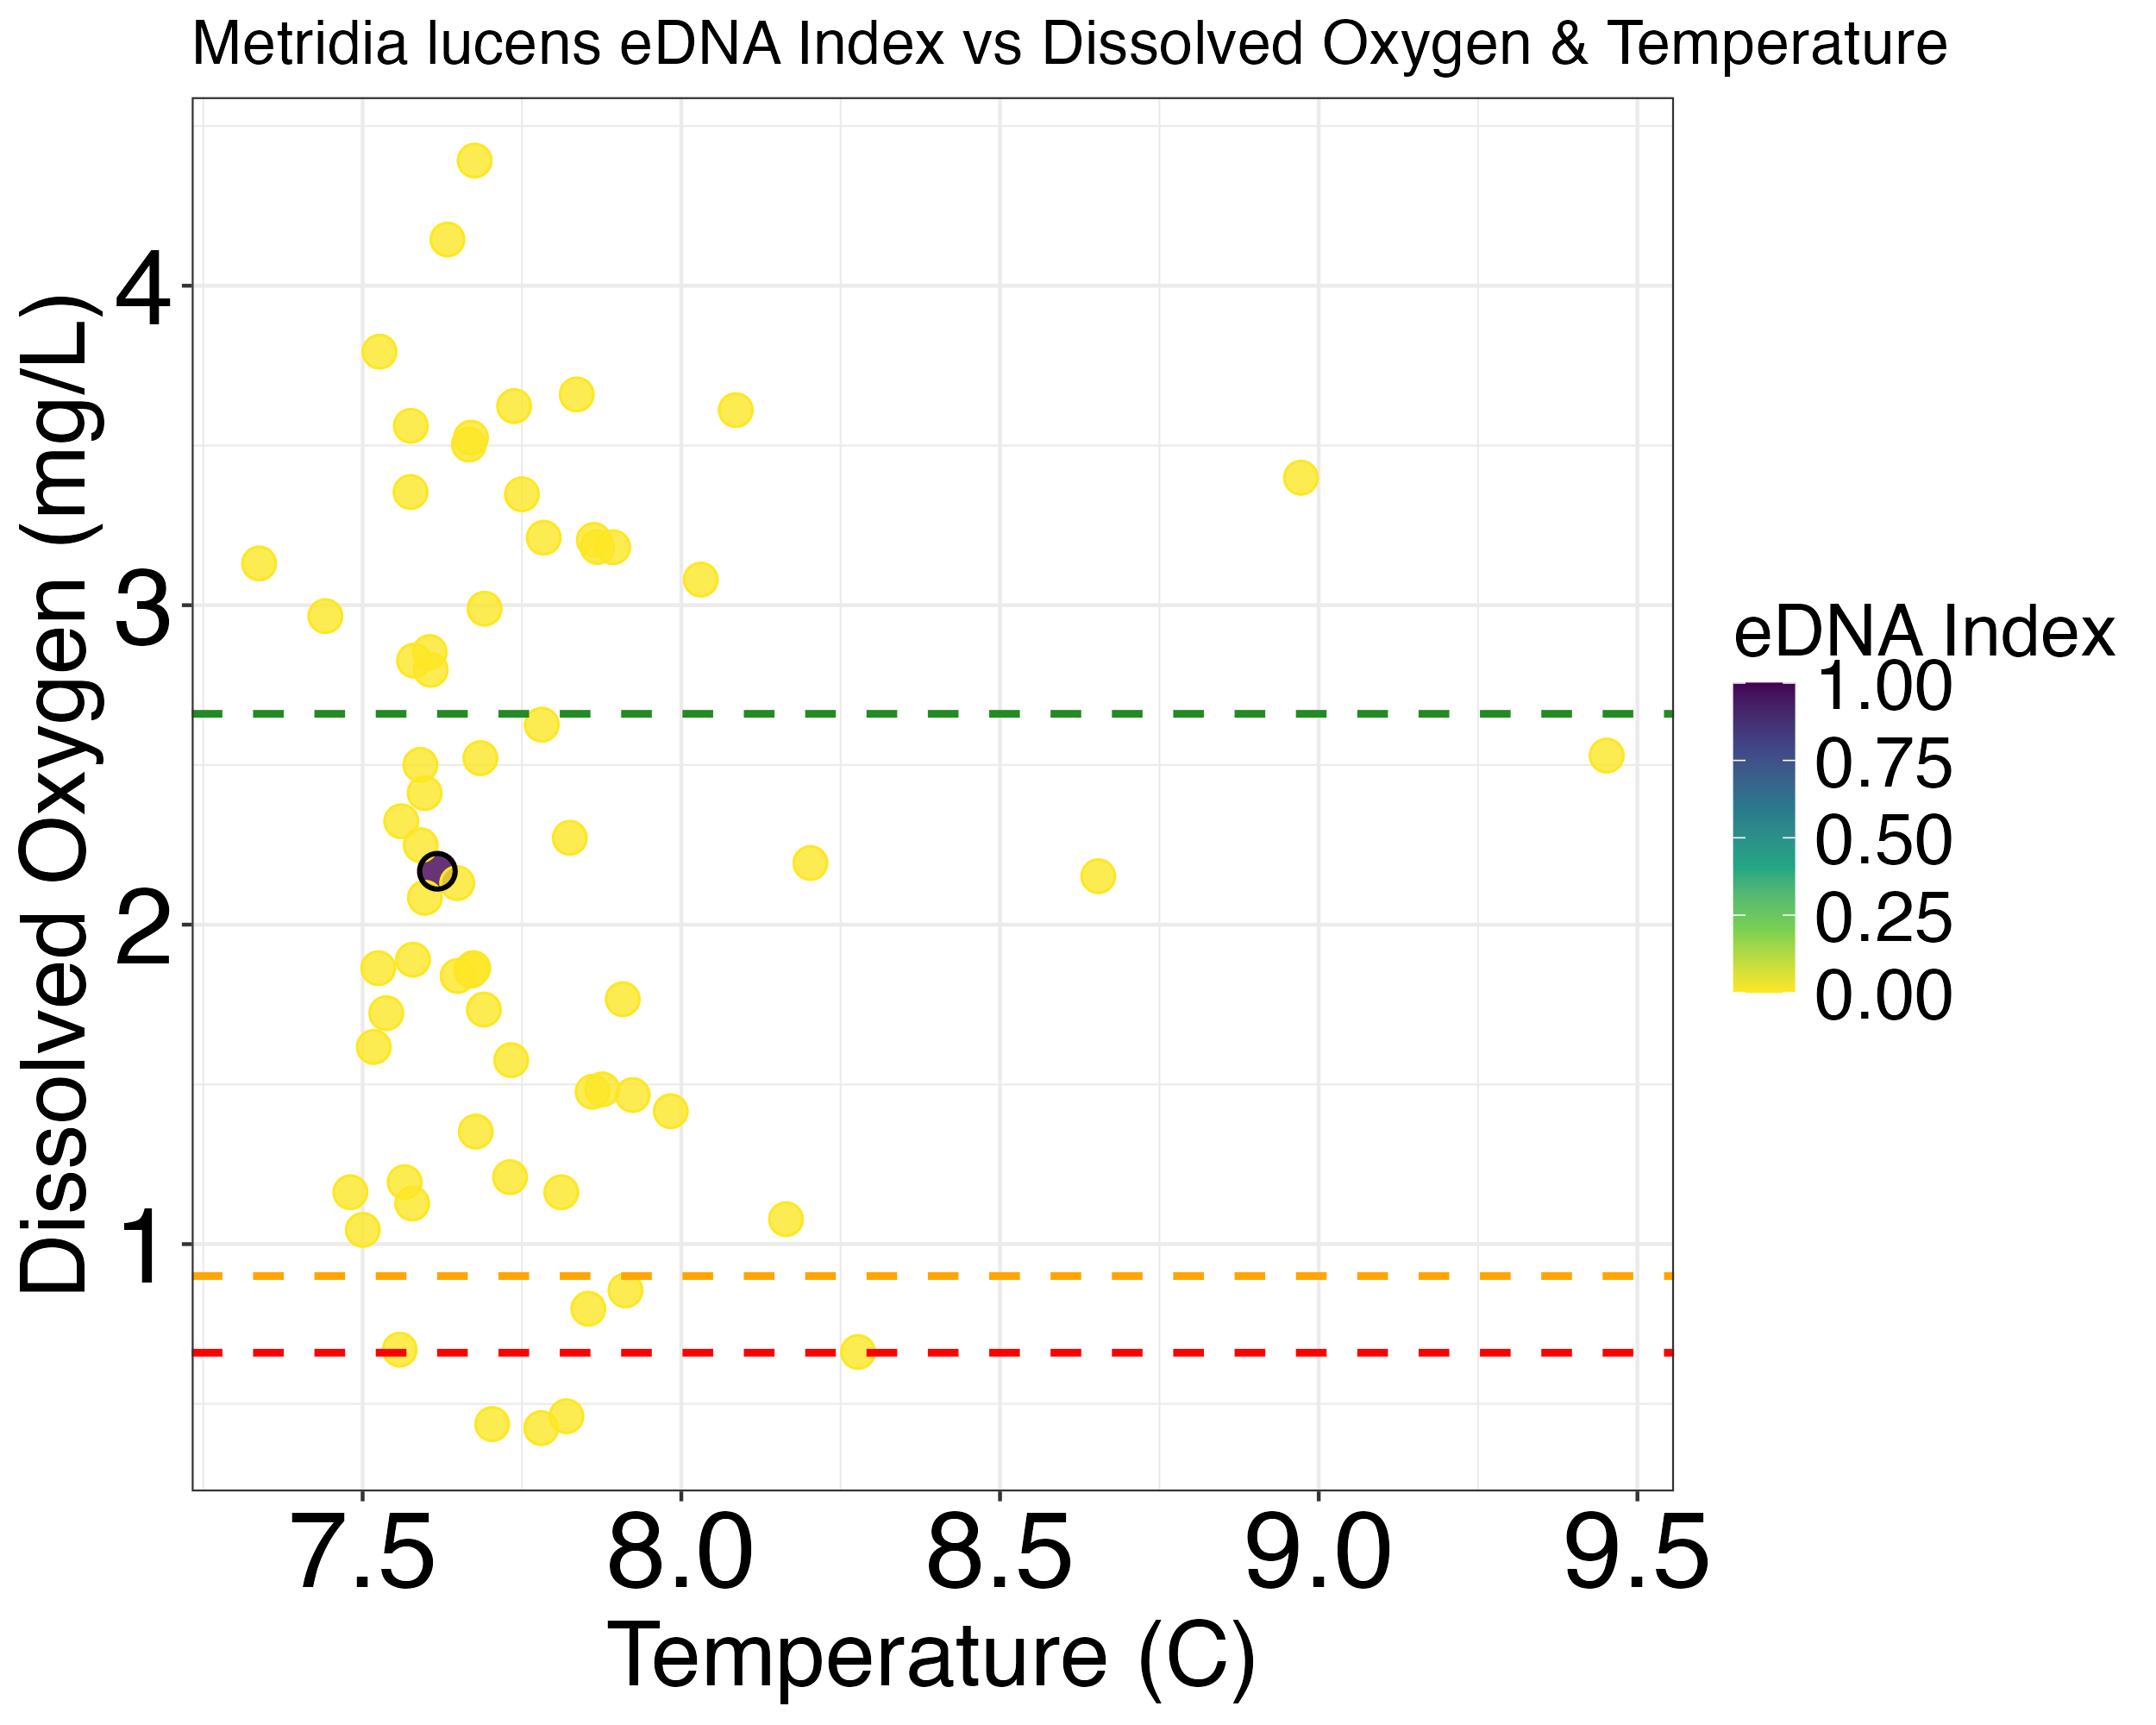 Metridia lucens eDNA Index vs Dissolved Oxygen & Temperature
Dissolved Oxygen (mg/L)
4
3
2
1
7.5 8.0 8.5 9.0 9.5
Temperature (C)
eDNA Index
1.00
0.75
0.50
0.25
0.00